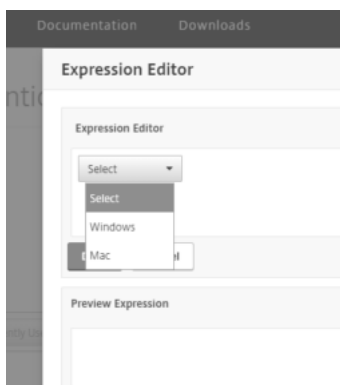 Documentation Downloads
Expression Editor
Expression Editor
Select
Select
Windows
Mac
Preview Expression